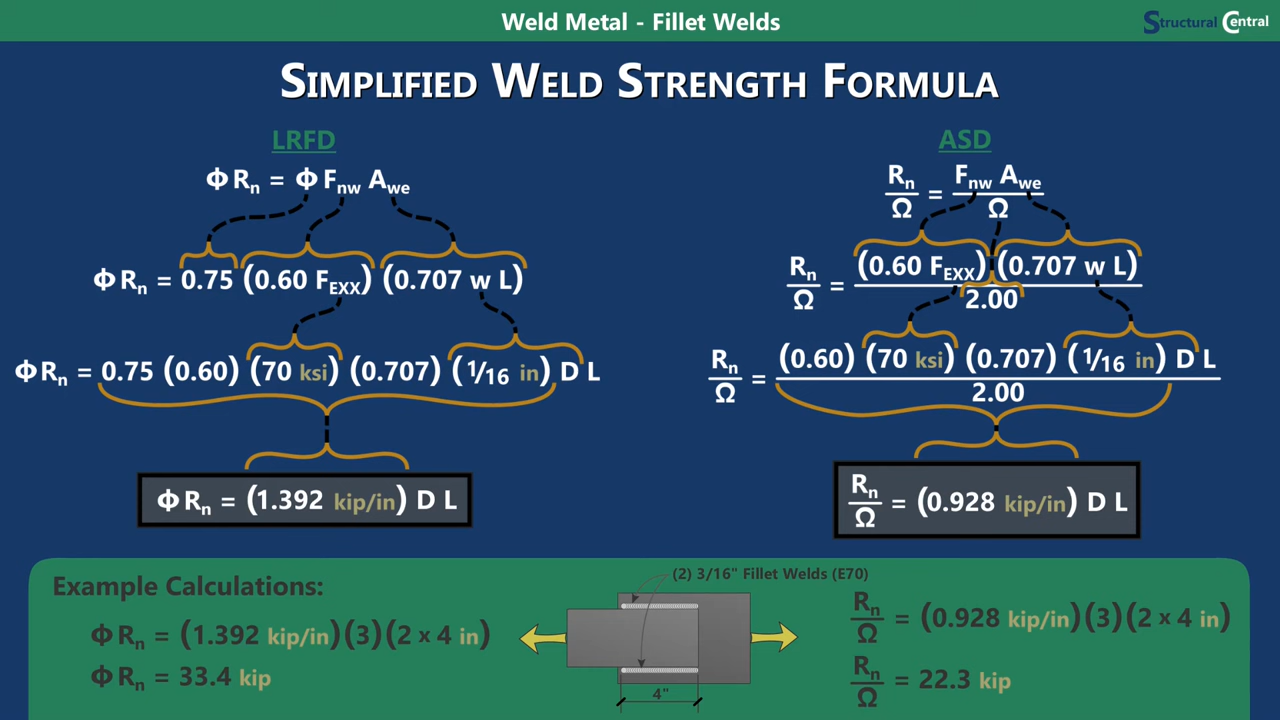 Weld Metal - Fillet Welds
Structural Central
SIMPLIFIED WELD STRENGTH FORMULA
LRFD
Φ Rn = Φ Fnw Awe
Φ Rn = 0.75 (0.60 FEXX) (0.707 w L)
Φ Rn = 0.75 (0.60) (70 ksi) (0.707) (1/16 in) D L
Φ Rn = (1.392 kip/in) D L
ASD
Rn/Ω = Fnw Awe/Ω
Rn/Ω = (0.60 FEXX) (0.707 w L)/2.00
Rn/Ω = (0.60) (70 ksi) (0.707) (1/16 in) D L/2.00
Rn/Ω = (0.928 kip/in) D L
Example Calculations:
Φ Rn = (1.392 kip/in)(3)(2 × 4 in)
Φ Rn = 33.4 kip
(2) 3/16" Fillet Welds (E70)
4"
Rn/Ω = (0.928 kip/in)(3)(2 × 4 in)
Rn/Ω = 22.3 kip